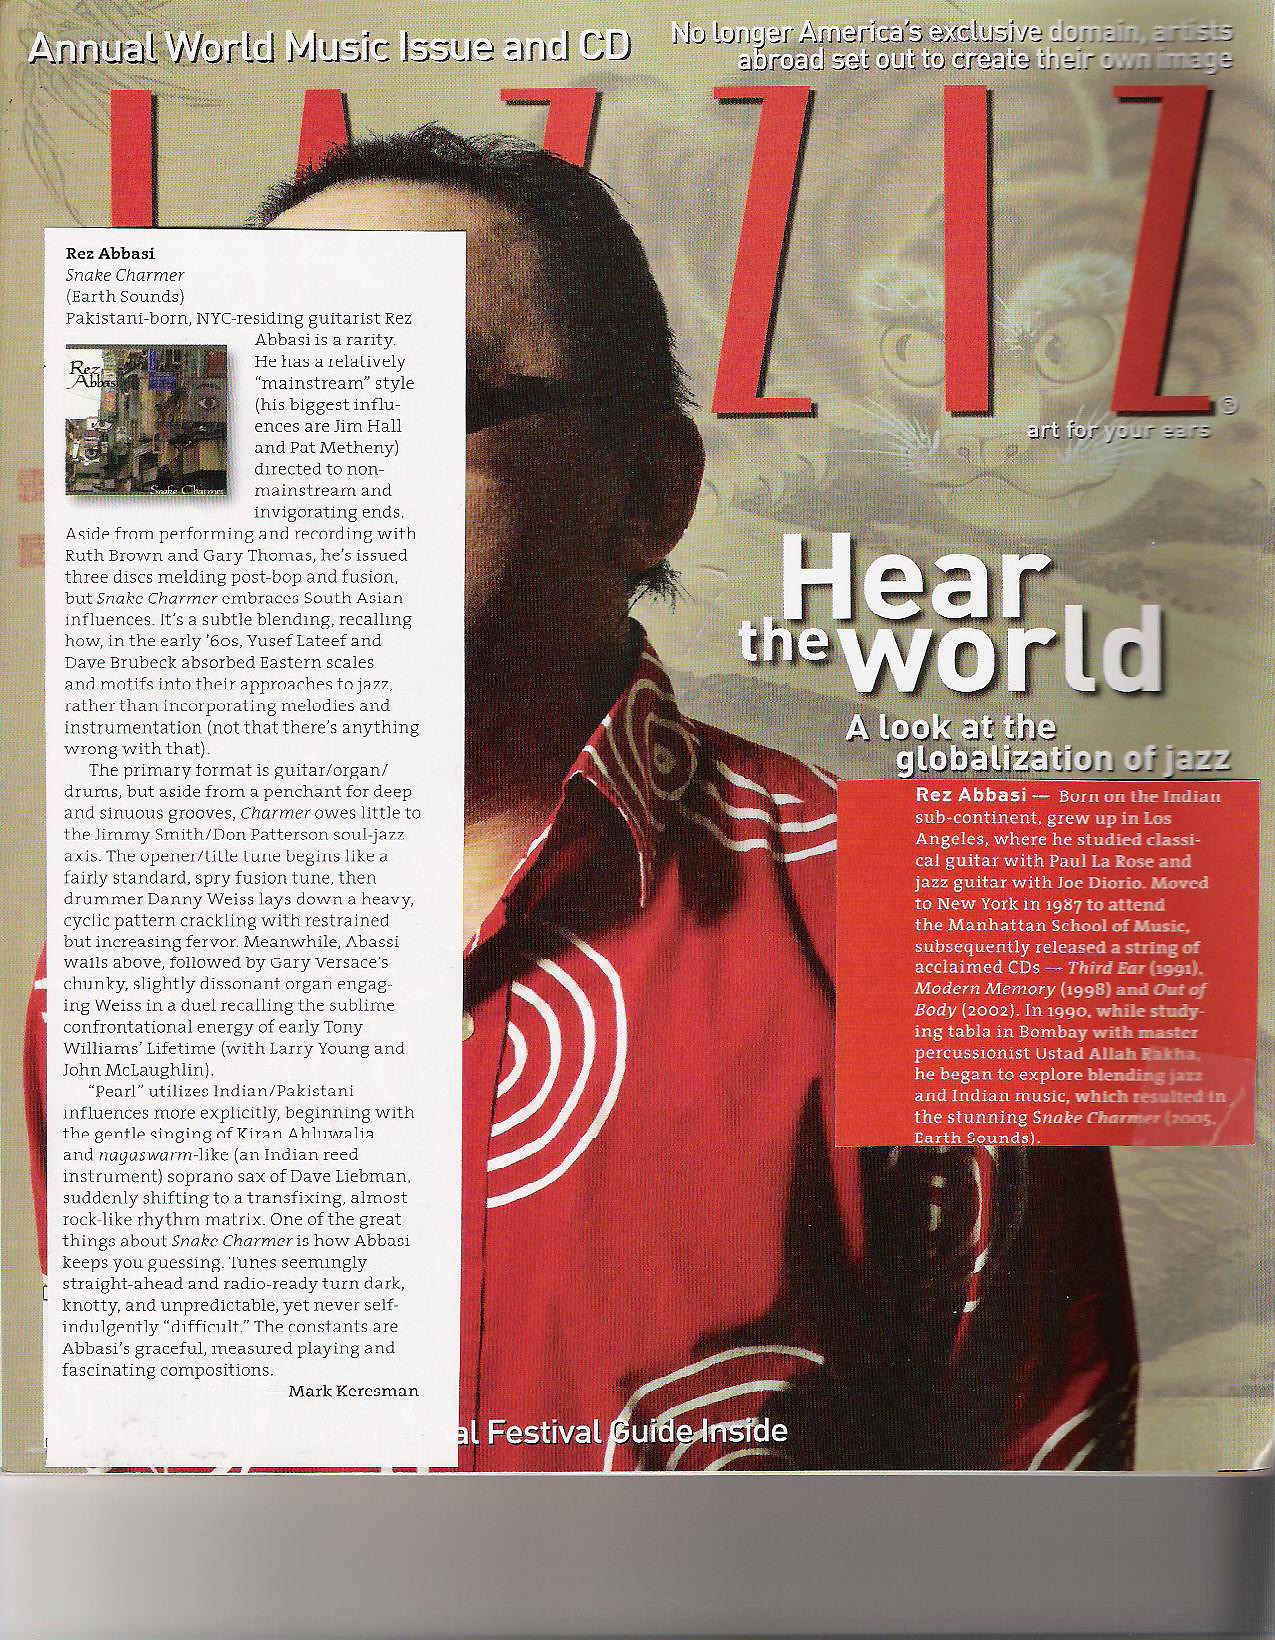 Annual World Music Issue and CD
No longer America's exclusive domain, artists
abroad set out to create their own image
JAZZIZ
®
art for your ears
Hear
the world
A look at the
globalization of jazz
Rez Abbasi
Snake Charmer
(Earth Sounds)
Pakistani-born, NYC-residing guitarist Rez
Abbasi is a rarity.
He has a relatively
“mainstream” style
(his biggest influ-
ences are Jim Hall
and Pat Metheny)
directed to non-
mainstream and
invigorating ends.
Rez
Abbasi
Snake Charmer
Aside from performing and recording with
Ruth Brown and Gary Thomas, he's issued
three discs melding post-bop and fusion,
but Snake Charmer embraces South Asian
influences. It's a subtle blending, recalling
how, in the early '60s, Yusef Lateef and
Dave Brubeck absorbed Eastern scales
and motifs into their approaches to jazz,
rather than incorporating melodies and
instrumentation (not that there's anything
wrong with that).
The primary format is guitar/organ/
drums, but aside from a penchant for deep
and sinuous grooves, Charmer owes little to
the Jimmy Smith/Don Patterson soul-jazz
axis. The opener/title tune begins like a
fairly standard, spry fusion tune, then
drummer Danny Weiss lays down a heavy,
cyclic pattern crackling with restrained
but increasing fervor. Meanwhile, Abassi
wails above, followed by Gary Versace's
chunky, slightly dissonant organ engag-
ing Weiss in a duel recalling the sublime
confrontational energy of early Tony
Williams' Lifetime (with Larry Young and
John McLaughlin).
“Pearl” utilizes Indian/Pakistani
influences more explicitly, beginning with
the gentle singing of Kiran Ahluwalia
and nagaswarm-like (an Indian reed
instrument) soprano sax of Dave Liebman,
suddenly shifting to a transfixing, almost
rock-like rhythm matrix. One of the great
things about Snake Charmer is how Abbasi
keeps you guessing. Tunes seemingly
straight-ahead and radio-ready turn dark,
knotty, and unpredictable, yet never self-
indulgently “difficult.” The constants are
Abbasi's graceful, measured playing and
fascinating compositions.
Mark Keresman
Rez Abbasi — Born on the Indian
sub-continent, grew up in Los
Angeles, where he studied classi-
cal guitar with Paul La Rose and
jazz guitar with Joe Diorio. Moved
to New York in 1987 to attend
the Manhattan School of Music,
subsequently released a string of
acclaimed CDs — Third Ear (1991),
Modern Memory (1998) and Out of
Body (2002). In 1990, while study-
ing tabla in Bombay with master
percussionist Ustad Allah Rakha,
he began to explore blending jazz
and Indian music, which resulted in
the stunning Snake Charmer (2005,
Earth Sounds).
al Festival Guide Inside